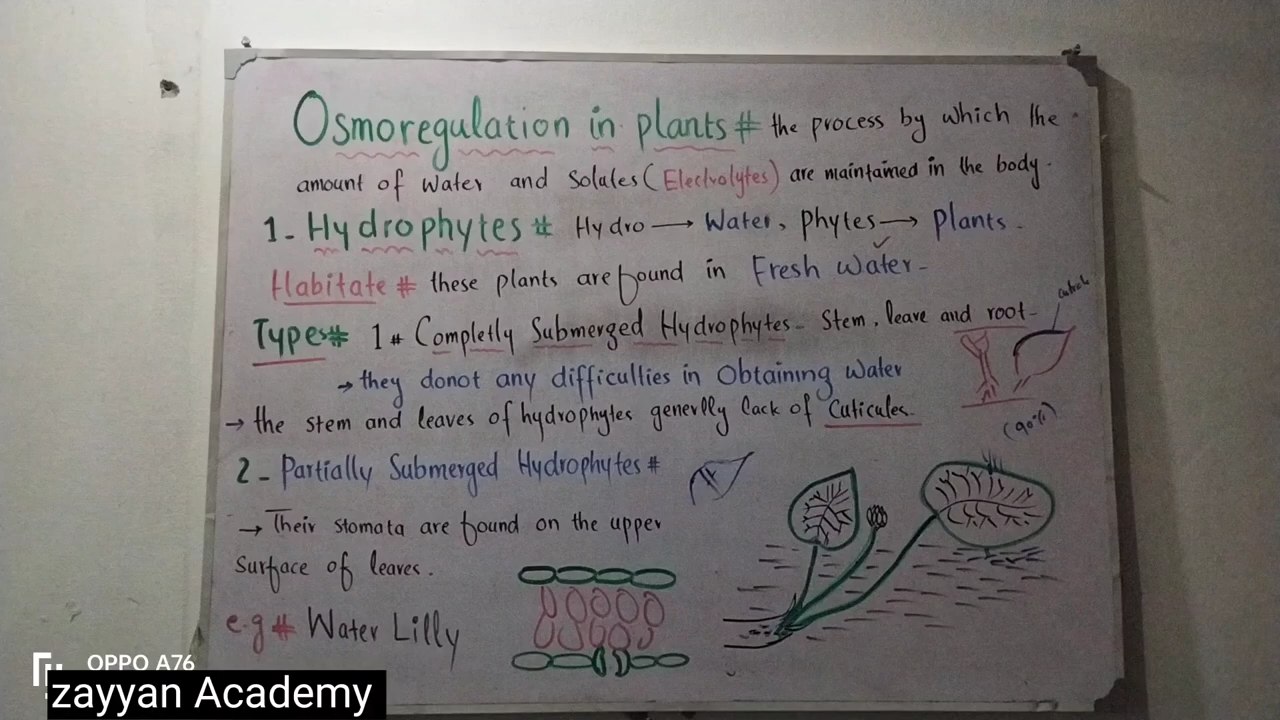 Osmoregulation in plants # the process by which the
amount of Water and Solutes (Electrolytes) are maintained in the body.
1 - Hydrophytes # Hydro → Water, Phytes → Plants.
Habitate # these plants are found in Fresh Water -
Types # 1 # Completly Submerged Hydrophytes - Stem, leave and root -
cuticule
→ they donot any difficulties in Obtaining Water
→ the stem and leaves of hydrophytes generlly lack of Cuticules.
(90%)
2 - Partially Submerged Hydrophytes #
→ Their stomata are found on the upper
Surface of leaves.
e.g # Water Lilly
OPPO A76
zayyan Academy